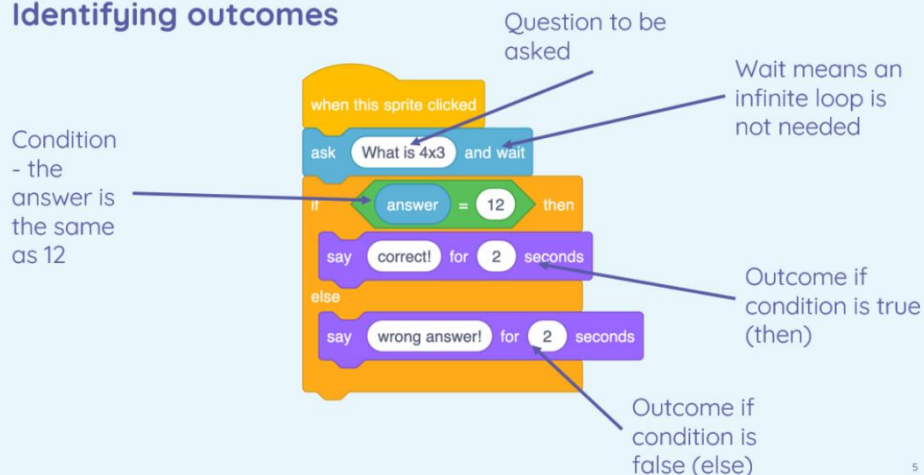 Identifying outcomes
Question to be
asked
Wait means an
infinite loop is
not needed
Condition
- the
answer is
the same
as 12
when this sprite clicked
ask What is 4x3 and wait
if answer = 12 then
say correct! for 2 seconds
else
say wrong answer! for 2 seconds
Outcome if
condition is true
(then)
Outcome if
condition is
false (else)
5